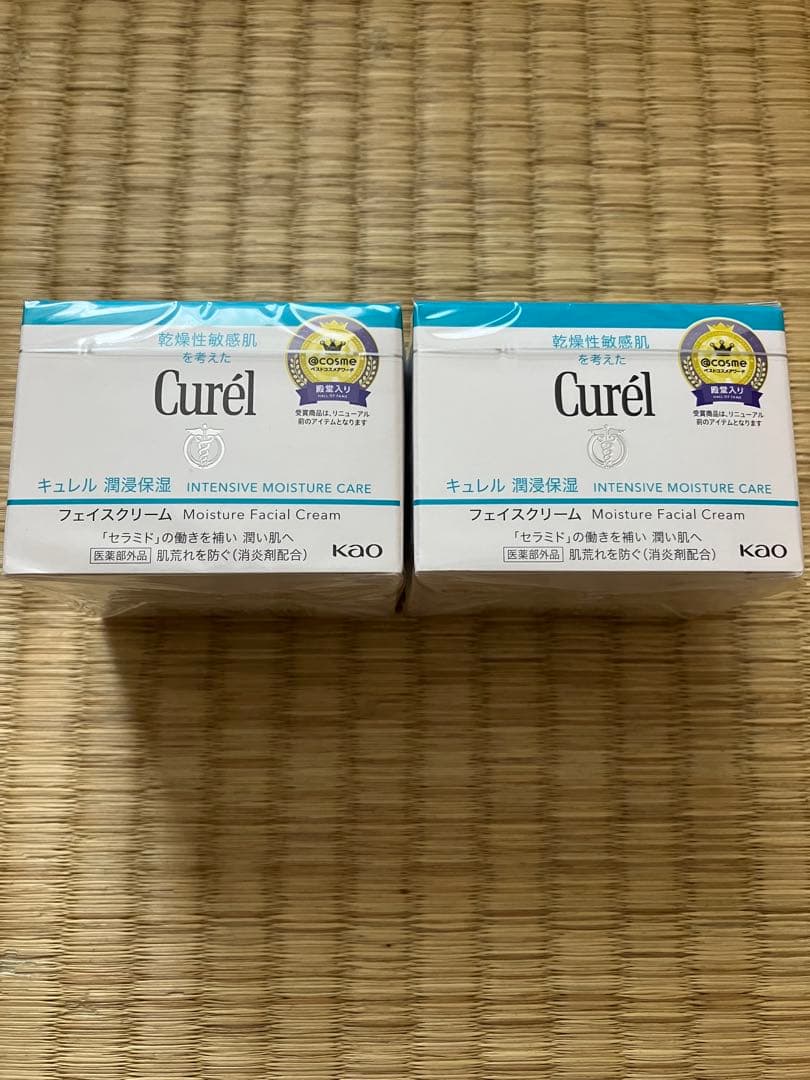 乾燥性敏感肌
を考えた
Curél
@cosme
ベストコスメアワード
殿堂入り
HALL OF FAME
受賞商品は、リニューアル
前のアイテムとなります
キュレル 潤浸保湿 INTENSIVE MOISTURE CARE
フェイスクリーム Moisture Facial Cream
「セラミド」の働きを補い 潤い肌へ
医薬部外品 肌荒れを防ぐ(消炎剤配合)
Kao
乾燥性敏感肌
を考えた
Curél
@cosme
ベストコスメアワード
殿堂入り
HALL OF FAME
受賞商品は、リニューアル
前のアイテムとなります
キュレル 潤浸保湿 INTENSIVE MOISTURE CARE
フェイスクリーム Moisture Facial Cream
「セラミド」の働きを補い 潤い肌へ
医薬部外品 肌荒れを防ぐ(消炎剤配合)
Kao